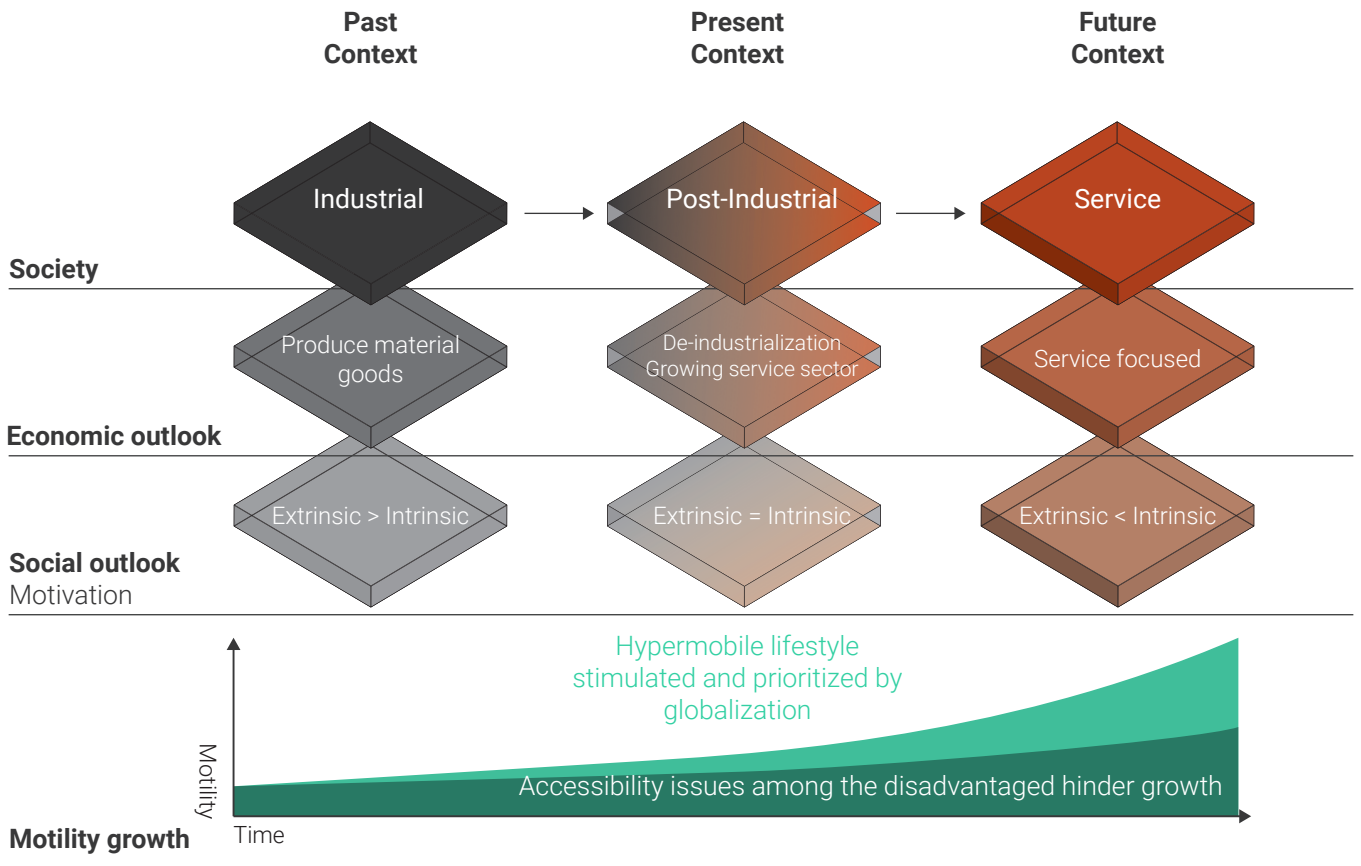 Past
Context
Present
Context
Future
Context
Industrial
Post-Industrial
Service
Society
Produce material
goods
De-industrialization
Growing service sector
Service focused
Economic outlook
Extrinsic > Intrinsic
Extrinsic = Intrinsic
Extrinsic < Intrinsic
Social outlook
Motivation
Hypermobile lifestyle
stimulated and prioritized by
globalization
Motility
Accessibility issues among the disadvantaged hinder growth
Time
Motility growth